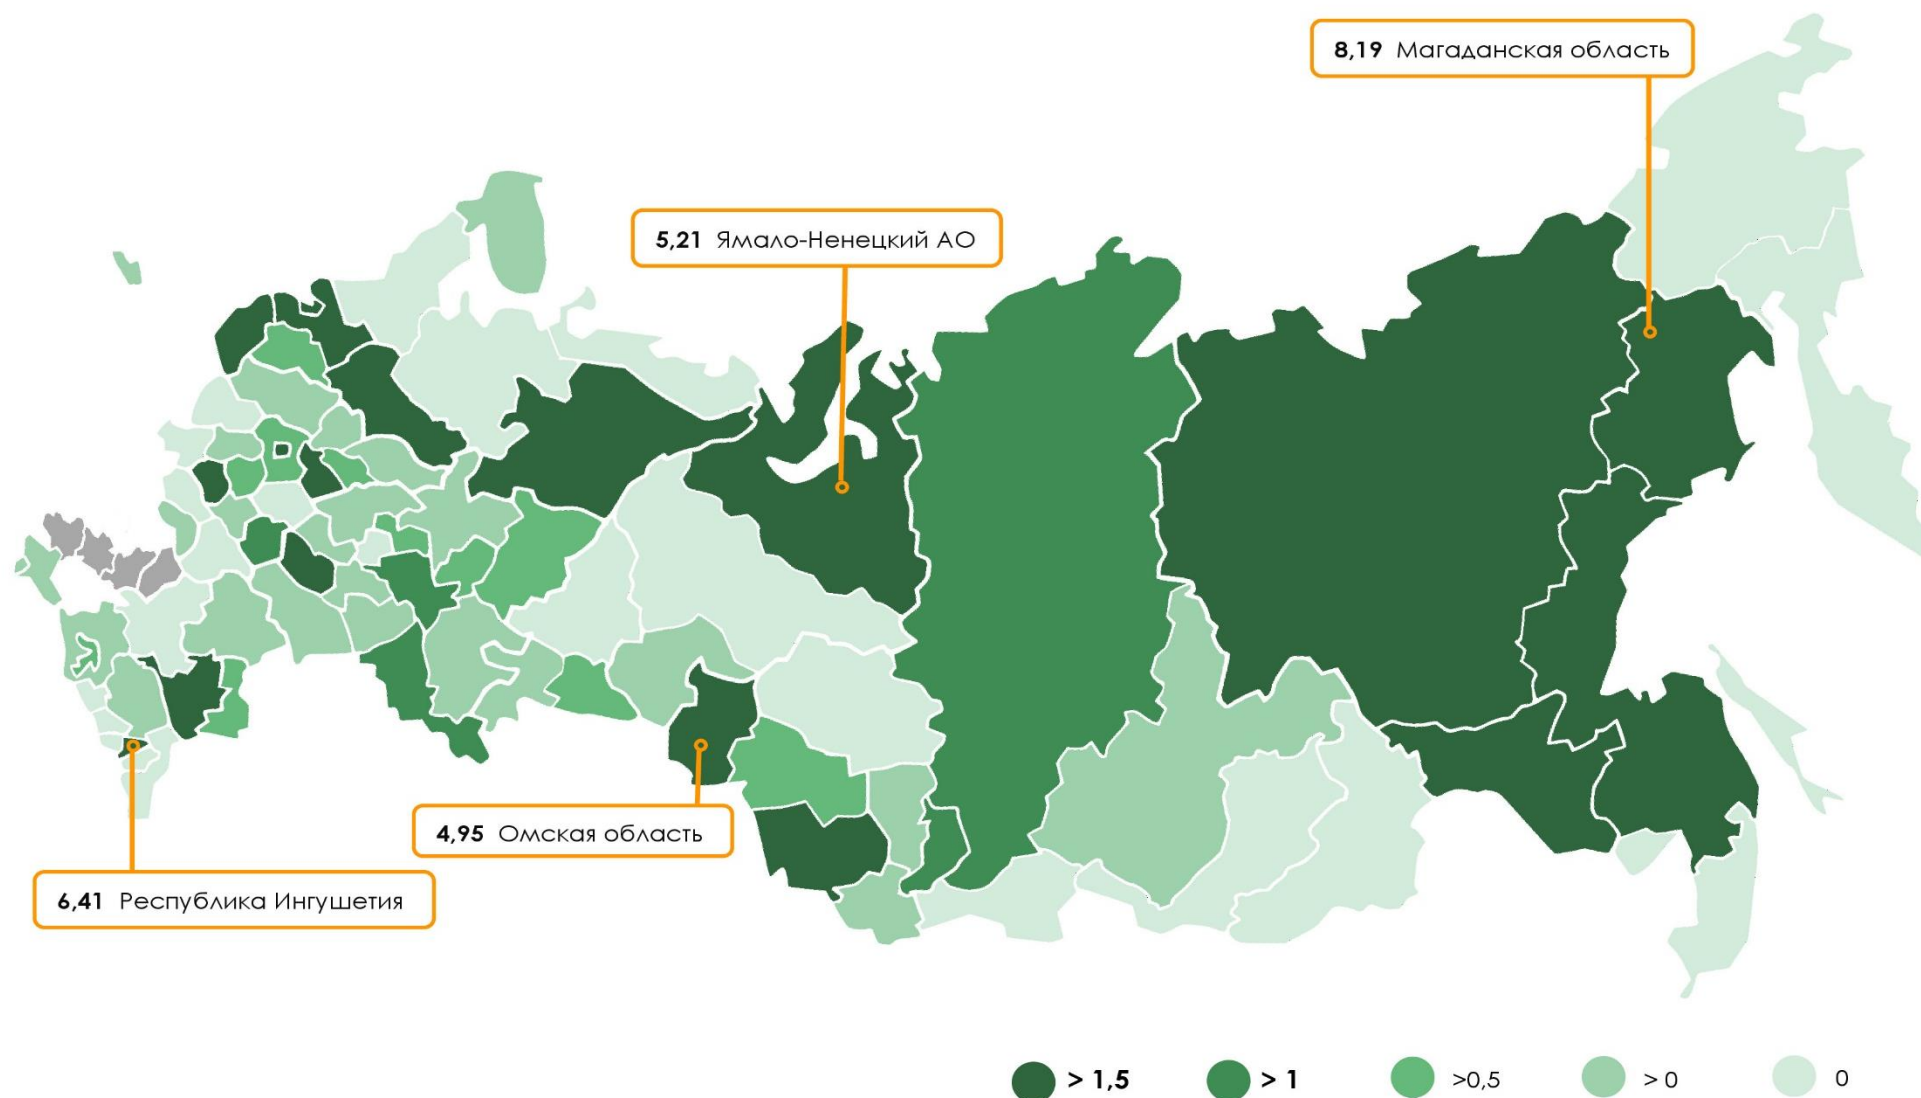 8,19 Магаданская область
5,21 Ямало-Ненецкий АО
4,95 Омская область
6,41 Республика Ингушетия
> 1,5
> 1
>0,5
> 0
0